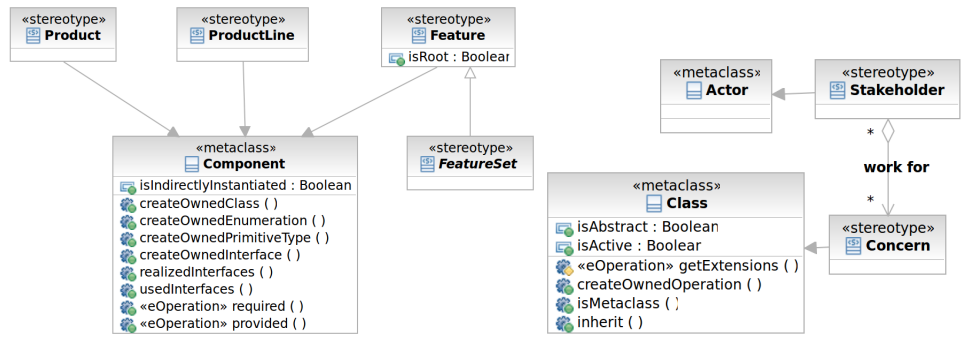 «stereotype»
Product
«stereotype»
ProductLine
«stereotype»
Feature
isRoot : Boolean
«metaclass»
Component
isIndirectlyInstantiated : Boolean
createOwnedClass ( )
createOwnedEnumeration ( )
createOwnedPrimitiveType ( )
createOwnedInterface ( )
realizedInterfaces ( )
usedInterfaces ( )
«eOperation» required ( )
«eOperation» provided ( )
«stereotype»
FeatureSet
«metaclass»
Actor
«stereotype»
Stakeholder
*
work for
*
«metaclass»
Class
isAbstract : Boolean
isActive : Boolean
«eOperation» getExtensions ( )
createOwnedOperation ( )
isMetaclass ( )
inherit ( )
«stereotype»
Concern